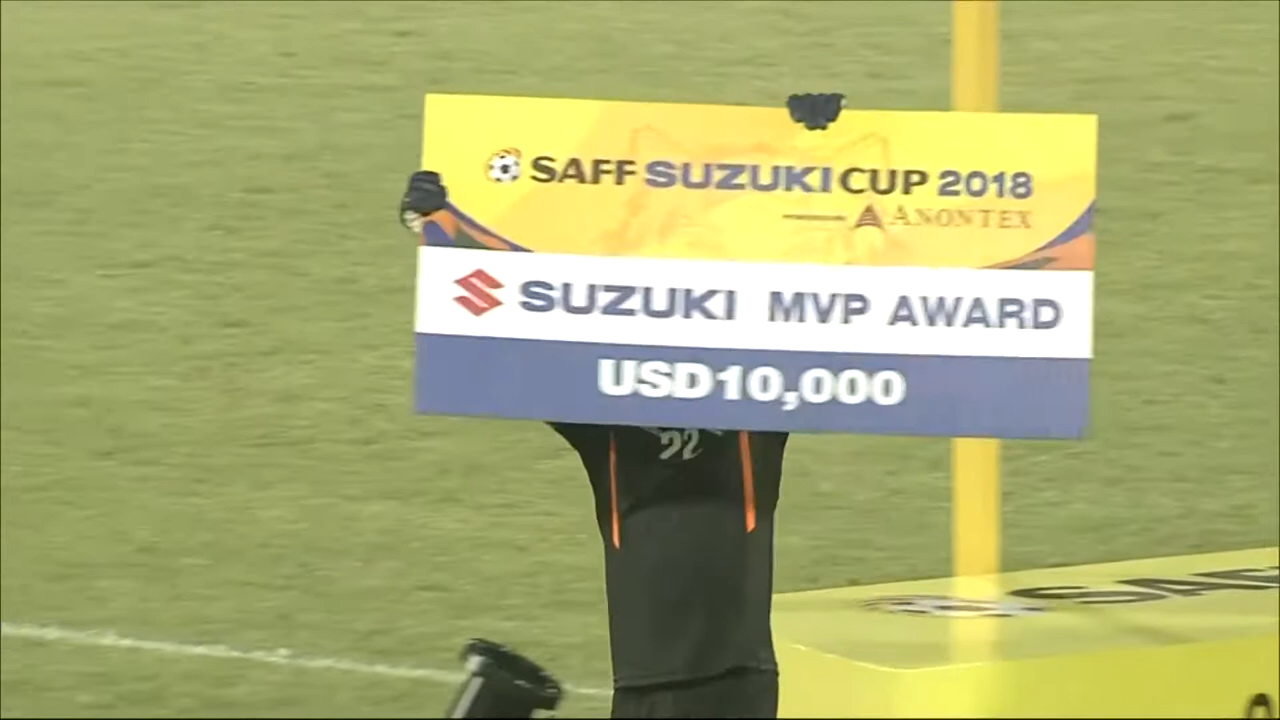 SAFF SUZUKI CUP 2018
ANONTEX
SUZUKI MVP AWARD
USD10,000
22